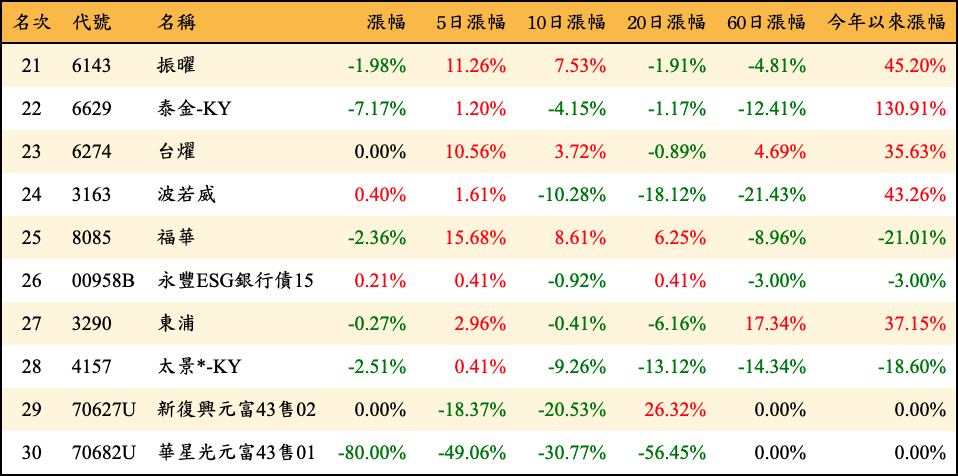 名次 代號 名稱 漲幅 5日漲幅 10日漲幅 20日漲幅 60日漲幅 今年以來漲幅
21 6143 振曜 -1.98% 11.26% 7.53% -1.91% -4.81% 45.20%
22 6629 泰金-KY -7.17% 1.20% -4.15% -1.17% -12.41% 130.91%
23 6274 台燿 0.00% 10.56% 3.72% -0.89% 4.69% 35.63%
24 3163 波若威 0.40% 1.61% -10.28% -18.12% -21.43% 43.26%
25 8085 福華 -2.36% 15.68% 8.61% 6.25% -8.96% -21.01%
26 00958B 永豐ESG銀行債15 0.21% 0.41% -0.92% 0.41% -3.00% -3.00%
27 3290 東浦 -0.27% 2.96% -0.41% -6.16% 17.34% 37.15%
28 4157 太景*-KY -2.51% 0.41% -9.26% -13.12% -14.34% -18.60%
29 70627U 新復興元富43售02 0.00% -18.37% -20.53% 26.32% 0.00% 0.00%
30 70682U 華星光元富43售01 -80.00% -49.06% -30.77% -56.45% 0.00% 0.00%